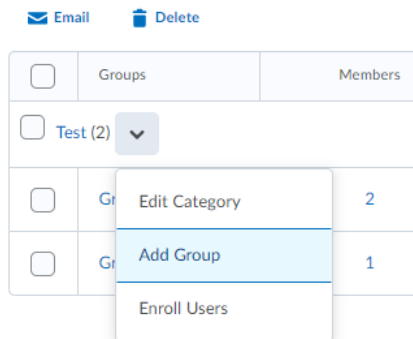 Email Delete
Groups Members
Test (2)
Edit Category
2
Add Group
1
Enroll Users